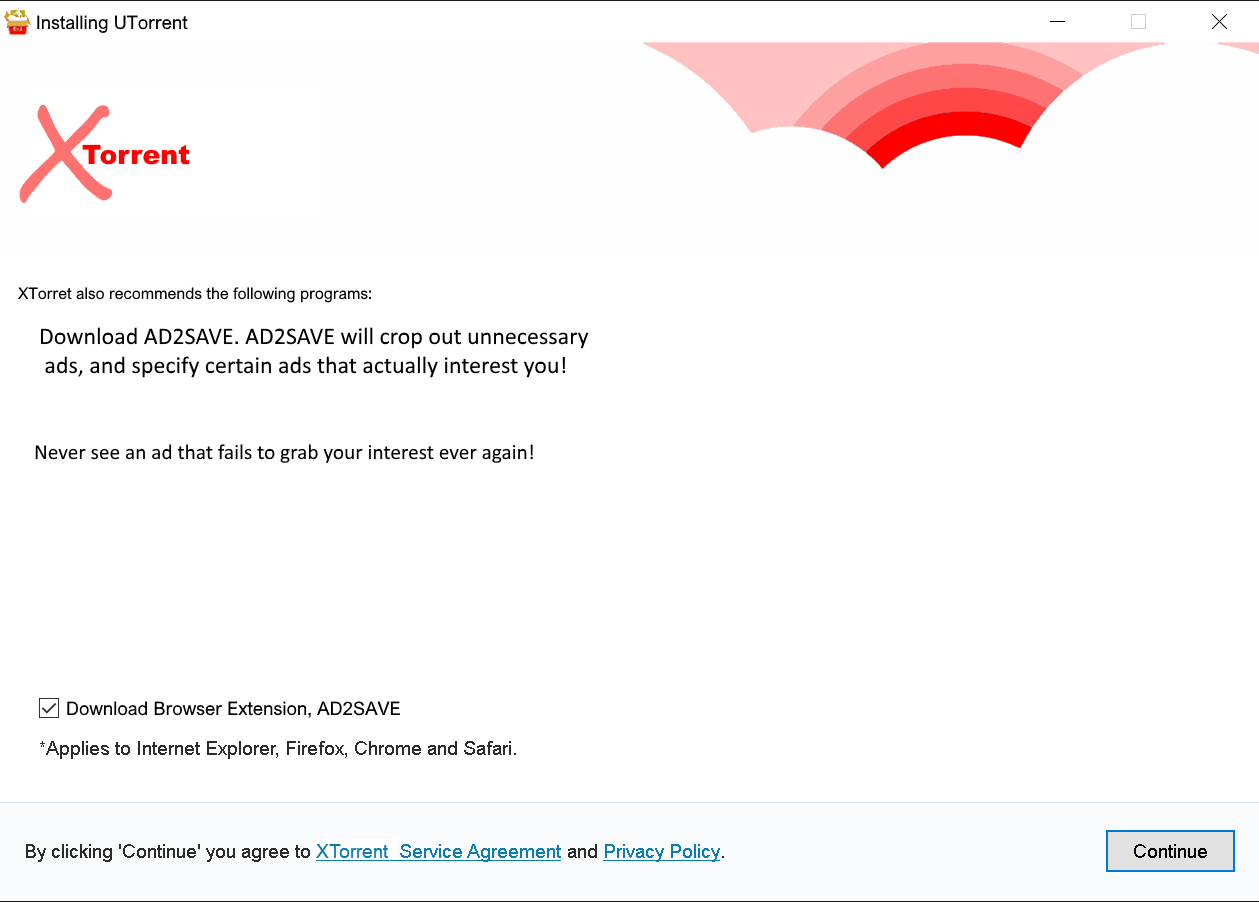 Installing UTorrent
XTorrent
XTorret also recommends the following programs:
Download AD2SAVE. AD2SAVE will crop out unnecessary
ads, and specify certain ads that actually interest you!
Never see an ad that fails to grab your interest ever again!
Download Browser Extension, AD2SAVE
*Applies to Internet Explorer, Firefox, Chrome and Safari.
By clicking 'Continue' you agree to XTorrent Service Agreement and Privacy Policy.
Continue